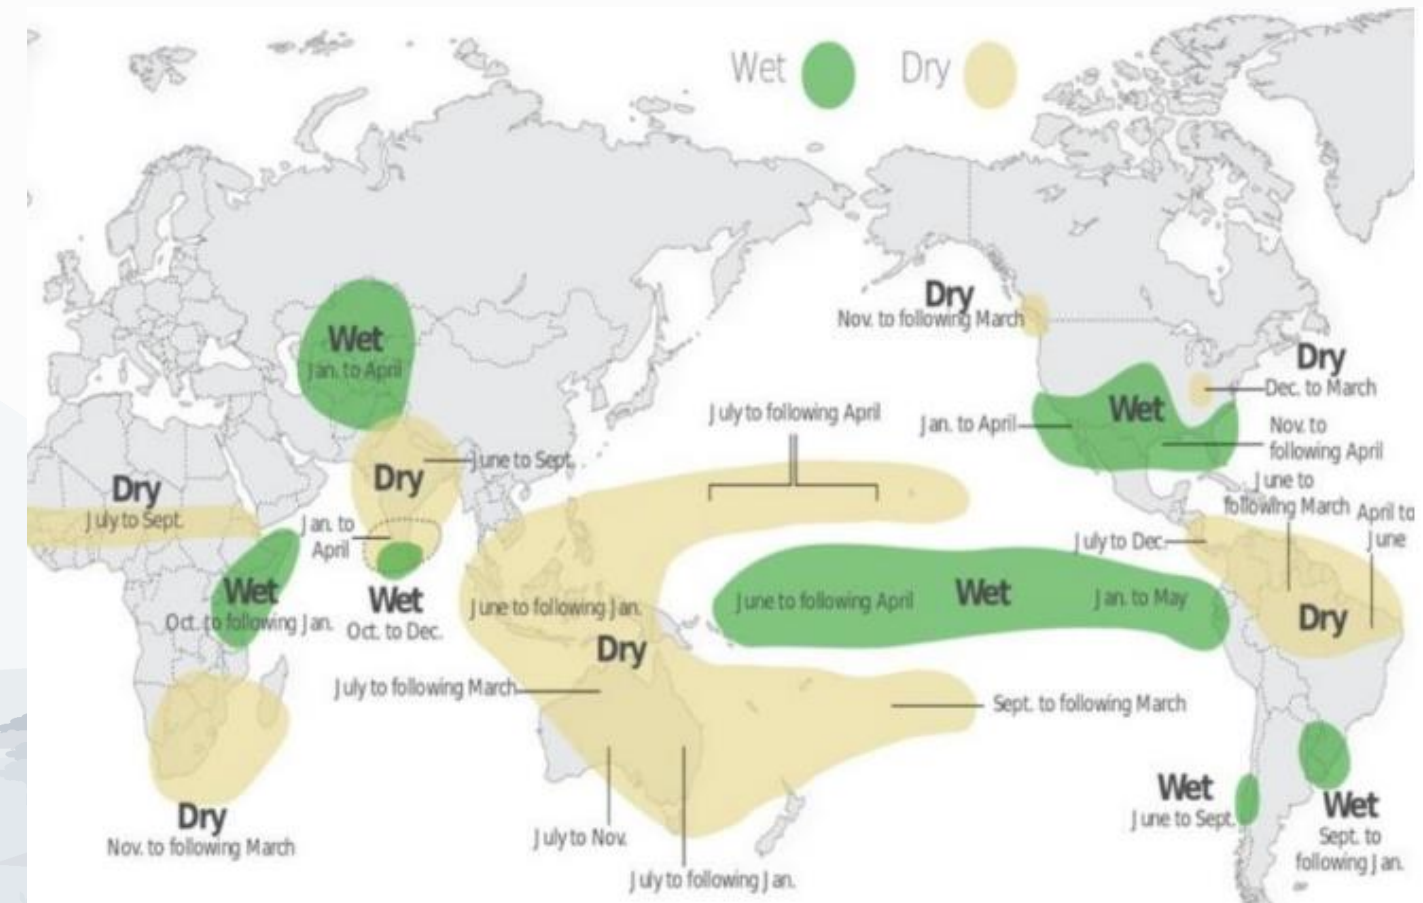 Wet
Dry
Dry
Nov. to following March
Wet
Jan. to April
Dry
Dec. to March
July to following April
Jan. to April
Wet
Nov. to
following April
June to Sept.
Dry
Dry
July to Sept.
Jan. to
April
June to
following March
April to
June
July to Dec.
Wet
Oct. to following Jan.
Wet
Oct. to Dec.
June to following Jan.
Dry
June to following April
Wet
Jan. to May
Dry
July to following March
Sept. to following March
Dry
Nov. to following March
July to Nov.
July to following Jan.
Wet
June to Sept.
Wet
Sept. to
following Jan.